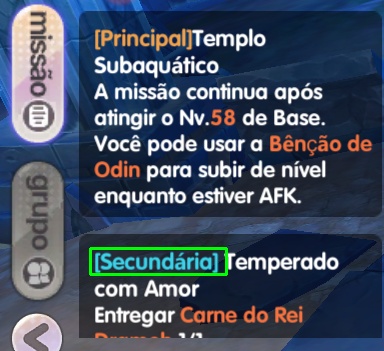 missão
[Principal]Templo
Subaquático
A missão continua após
atingir o Nv.58 de Base.
Você pode usar a Bênção de
Odin para subir de nível
enquanto estiver AFK.
grupo
[Secundária] Temperado
com Amor
Entregar Carne do Rei